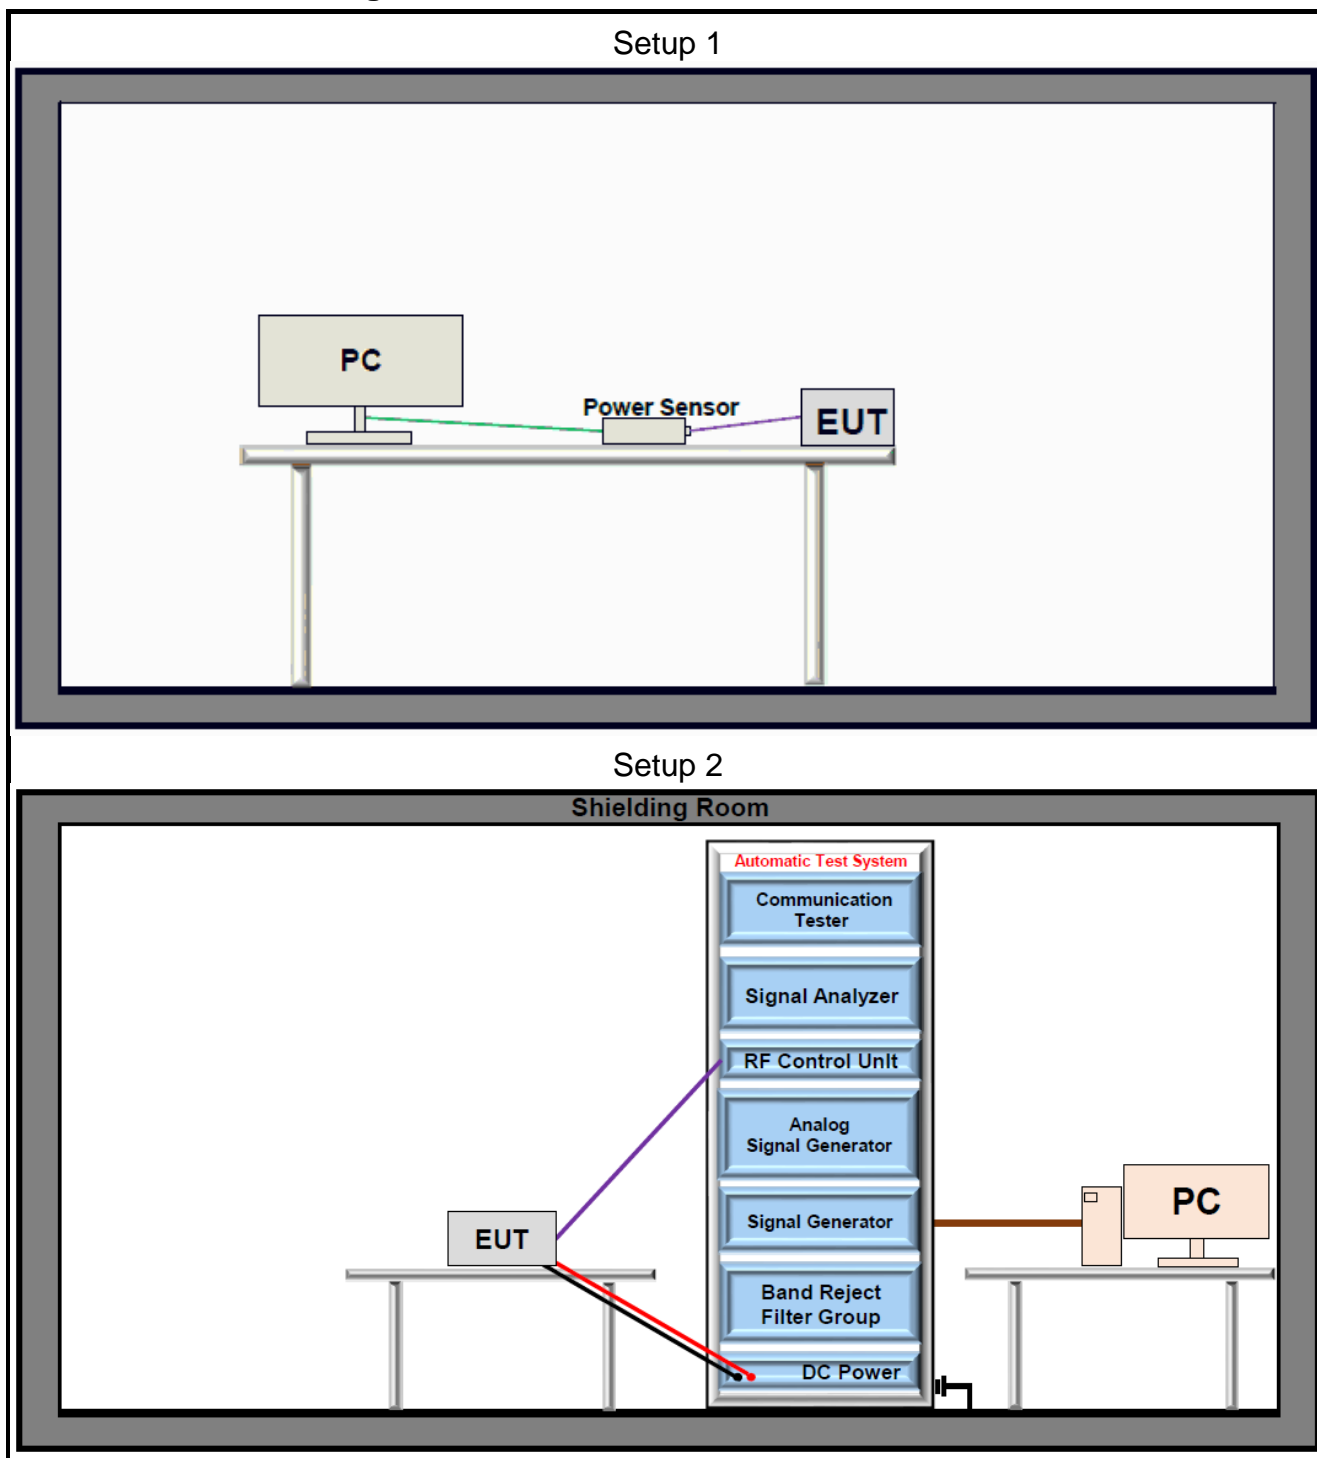 Setup 1
PC
Power Sensor
EUT
Setup 2
Shielding Room
Automatic Test System
Communication
Tester
Signal Analyzer
RF Control UnIt
Analog
Signal Generator
Signal Generator
Band Reject
Filter Group
DC Power
EUT
PC